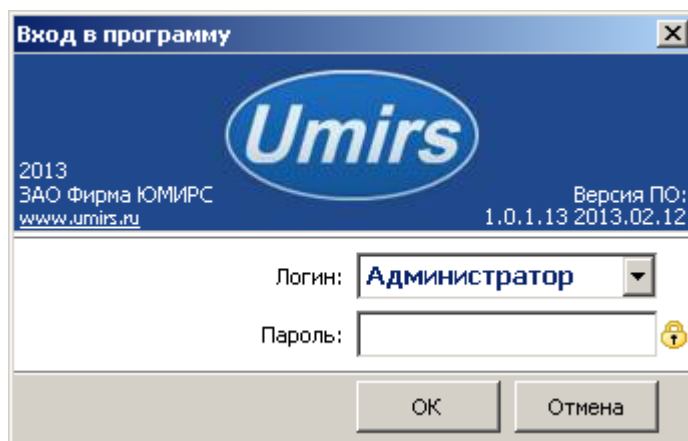 Вход в программу
Umirs
2013
ЗАО Фирма ЮМИРС
www.umirs.ru
Версия ПО:
1.0.1.13 2013.02.12
Логин: Администратор
Пароль:
ОК Отмена